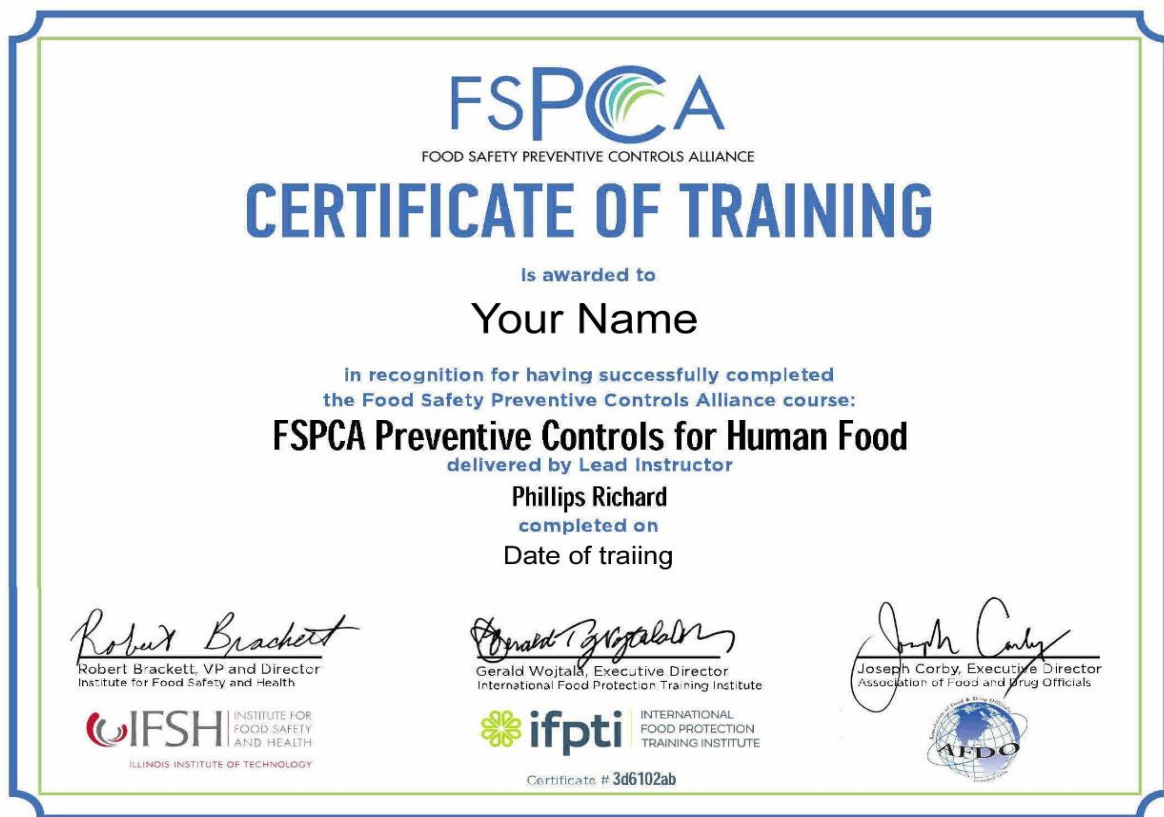 FSPCA
FOOD SAFETY PREVENTIVE CONTROLS ALLIANCE
CERTIFICATE OF TRAINING
is awarded to
Your Name
in recognition for having successfully completed
the Food Safety Preventive Controls Alliance course:
FSPCA Preventive Controls for Human Food
delivered by Lead Instructor
Phillips Richard
completed on
Date of traiing
Robert Brackett
Robert Brackett, VP and Director
Institute for Food Safety and Health
IFSH INSTITUTE FOR
FOOD SAFETY
AND HEALTH
ILLINOIS INSTITUTE OF TECHNOLOGY
Gerald Wojtala, Executive Director
International Food Protection Training Institute
ifpti INTERNATIONAL
FOOD PROTECTION
TRAINING INSTITUTE
Certificate # 3d6102ab
Joseph Corby
Joseph Corby, Executive Director
Association of Food and Drug Officials
AFDO